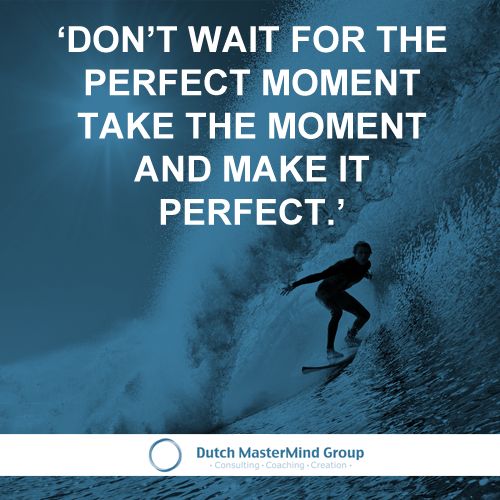 ‘DON’T WAIT FOR THE
PERFECT MOMENT
TAKE THE MOMENT
AND MAKE IT
PERFECT.’
Dutch MasterMind Group
· Consulting · Coaching · Creation ·